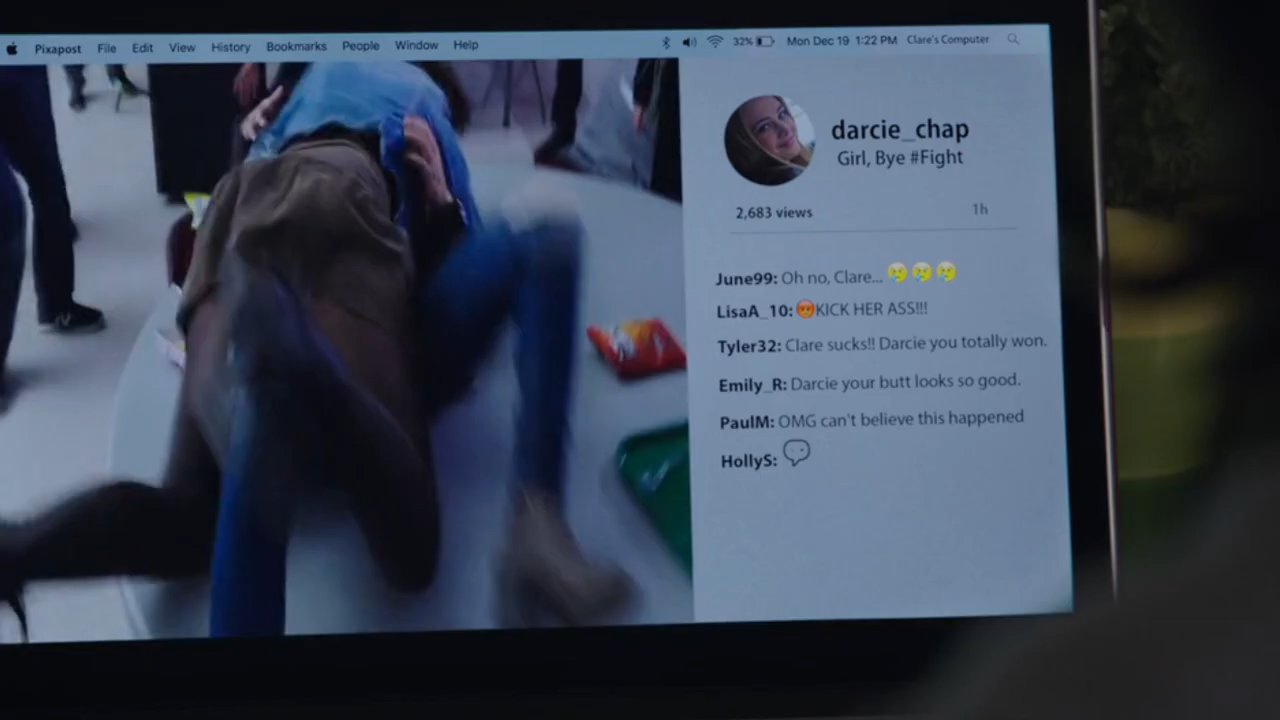 Pixapost File Edit View History Bookmarks People Window Help 32% Mon Dec 19 1:22 PM Clare's Computer
darcie_chap
Girl, Bye #Fight
2,683 views 1h
June99: Oh no, Clare... 😢😢😢
LisaA_10: 😡KICK HER ASS!!!
Tyler32: Clare sucks!! Darcie you totally won.
Emily_R: Darcie your butt looks so good.
PaulM: OMG can't believe this happened
HollyS: 💬